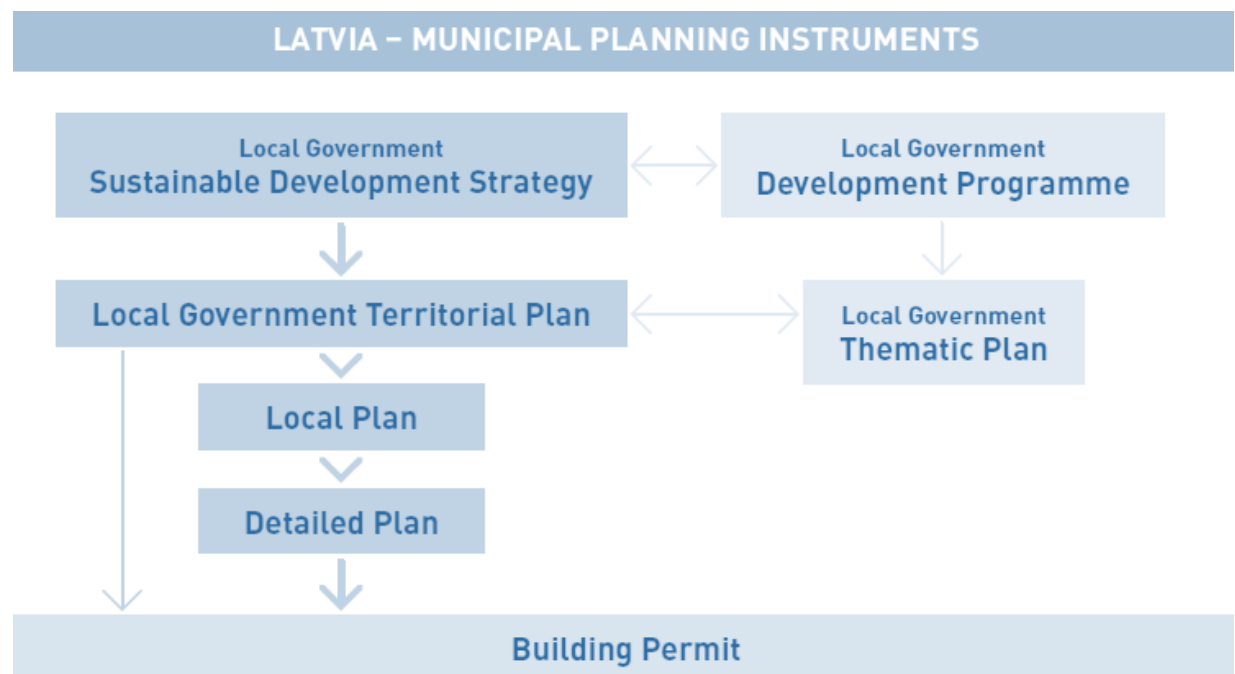 LATVIA – MUNICIPAL PLANNING INSTRUMENTS
Local Government
Sustainable Development Strategy
Local Government
Development Programme
Local Government Territorial Plan
Local Government
Thematic Plan
Local Plan
Detailed Plan
Building Permit